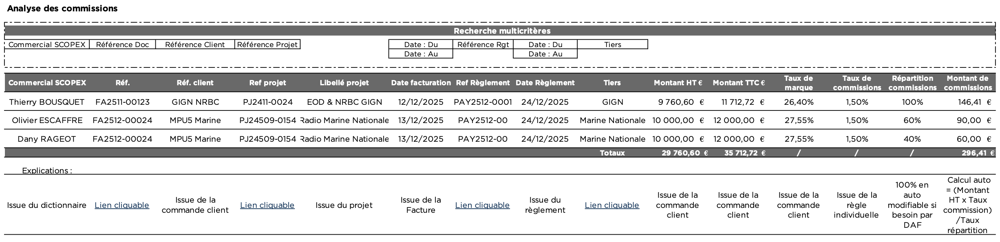 Analyse des commissions
Recherche multicritères
Commercial SCOPEX Référence Doc Référence Client Référence Projet Date : Du Référence Rgt Date : Du Tiers
Date : Au Date : Au
Commercial SCOPEX Réf. Réf. client Ref projet Libellé projet Date facturation Ref Règlement Date Règlement Tiers Montant HT € Montant TTC € Taux de marque Taux de commissions Répartition commissions Montant de commissions
Thierry BOUSQUET FA2511-00123 GIGN NRBC PJ2411-0024 EOD & NRBC GIGN 12/12/2025 PAY2512-0001 24/12/2025 GIGN 9 760,60 € 11 712,72 € 26,40% 1,50% 100% 146,41 €
Olivier ESCAFFRE FA2512-00024 MPU5 Marine PJ24509-0154 Radio Marine Nationale 13/12/2025 PAY2512-00 24/12/2025 Marine Nationale 10 000,00 € 12 000,00 € 27,55% 1,50% 60% 90,00 €
Dany RAGEOT FA2512-00024 MPU5 Marine PJ24509-0154 Radio Marine Nationale 13/12/2025 PAY2512-00 24/12/2025 Marine Nationale 10 000,00 € 12 000,00 € 27,55% 1,50% 40% 60,00 €
Totaux 29 760,60 € 35 712,72 € / / / 296,41 €
Explications :
Issue du dictionnaire Lien cliquable Issue de la commande client Lien cliquable Issue du projet Issue de la Facture Lien cliquable Issue du règlement Lien cliquable Issue de la commande client Issue de la commande client Issue de la commande client Issue de la règle individuelle 100% en auto modifiable si besoin par DAF Calcul auto = (Montant HT x Taux commission) /Taux répartition